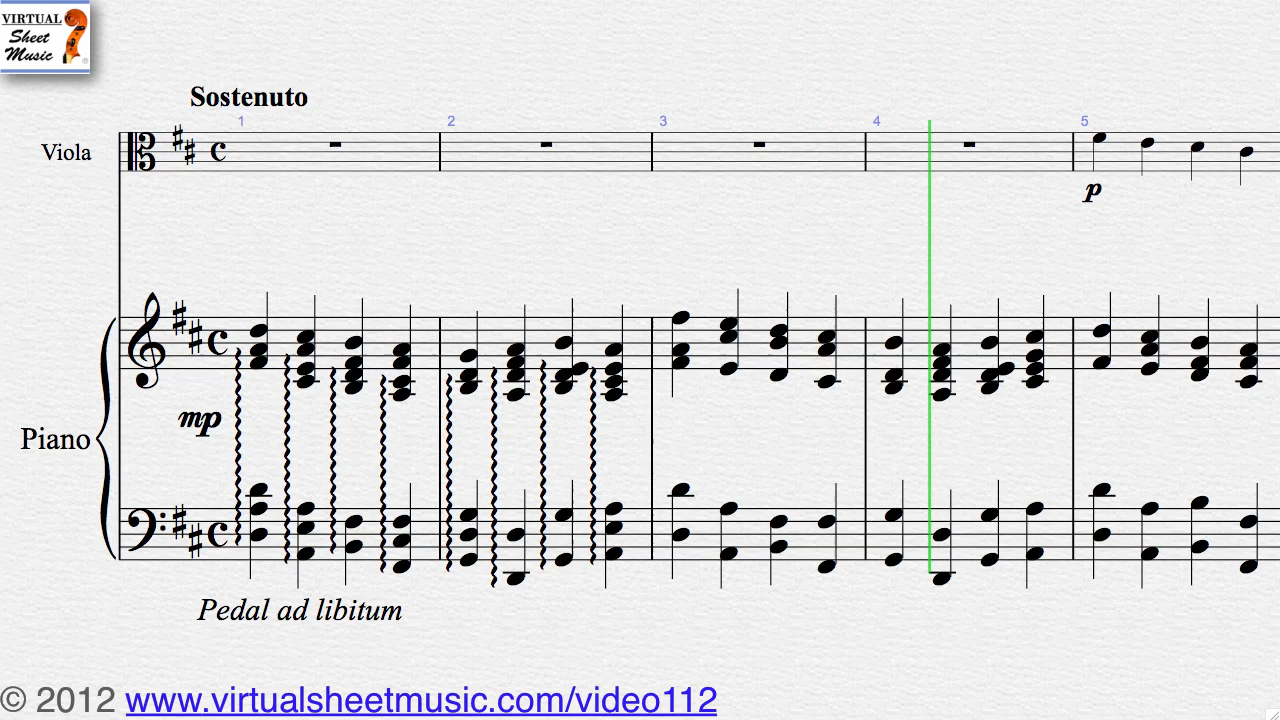 VIRTUAL
Sheet
Music
®
Sostenuto
1 2 3 4 5
Viola
p
mp
Piano
Pedal ad libitum
© 2012 www.virtualsheetmusic.com/video112